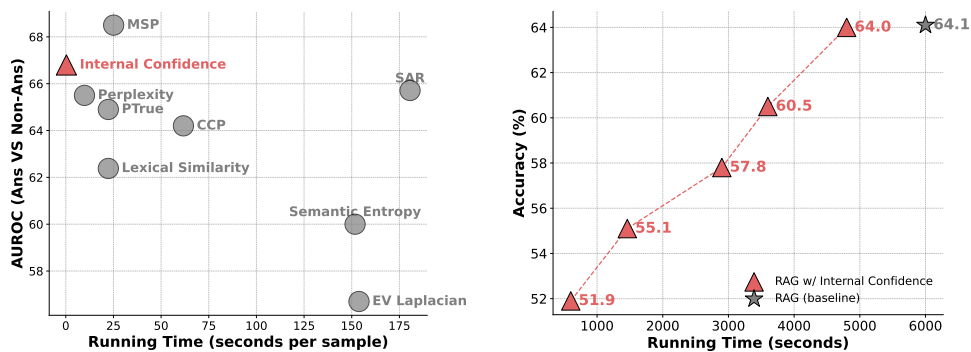 MSP
68
Internal Confidence
SAR
66
Perplexity
PTrue
CCP
64
Lexical Similarity
62
Semantic Entropy
60
58
EV Laplacian
AUROC (Ans VS Non-Ans)
0 25 50 75 100 125 150 175
Running Time (seconds per sample)
64
64.0
64.1
62
60.5
60
58
57.8
56
55.1
54
52
51.9
Accuracy (%)
RAG w/ Internal Confidence
RAG (baseline)
1000 2000 3000 4000 5000 6000
Running Time (seconds)